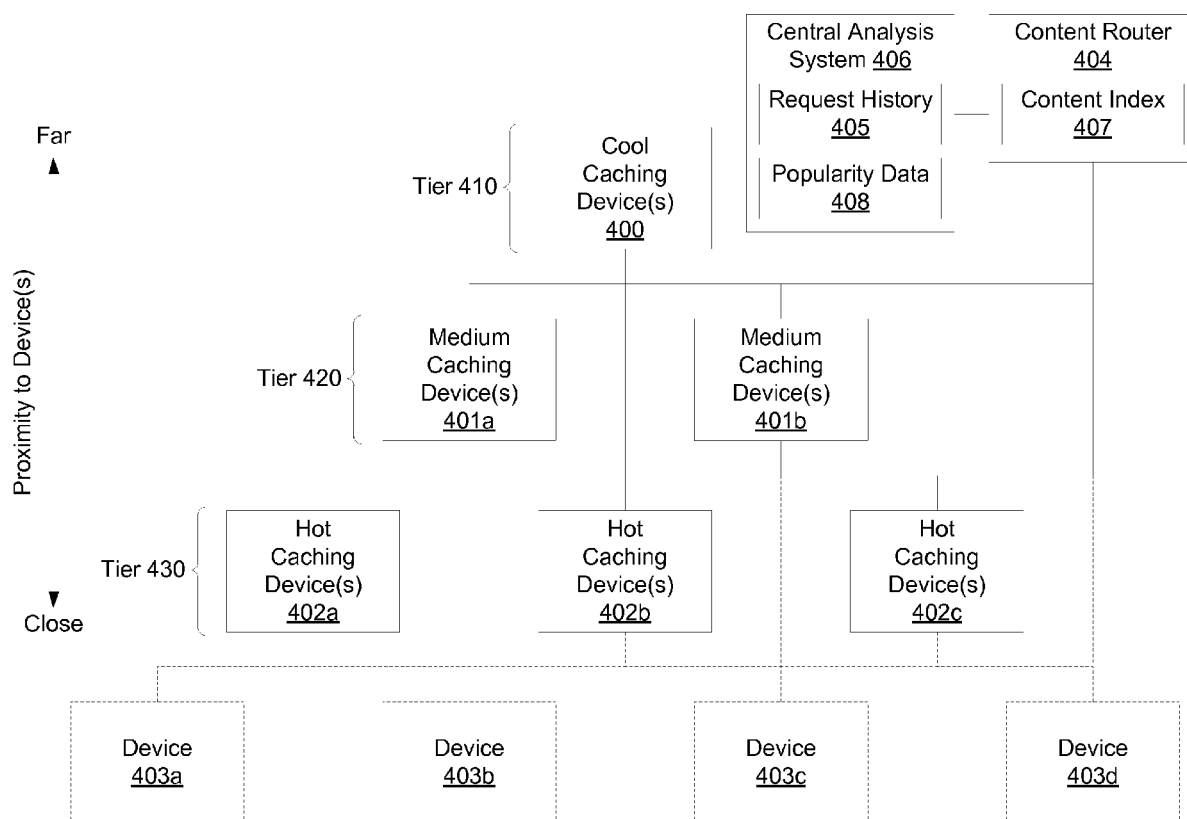 Central Analysis
System 406
Request History
405
Popularity Data
408
Content Router
404
Content Index
407
Far
Proximity to Device(s)
Close
Tier 410
Cool
Caching
Device(s)
400
Tier 420
Medium
Caching
Device(s)
401a
Medium
Caching
Device(s)
401b
Tier 430
Hot
Caching
Device(s)
402a
Hot
Caching
Device(s)
402b
Hot
Caching
Device(s)
402c
Device
403a
Device
403b
Device
403c
Device
403d